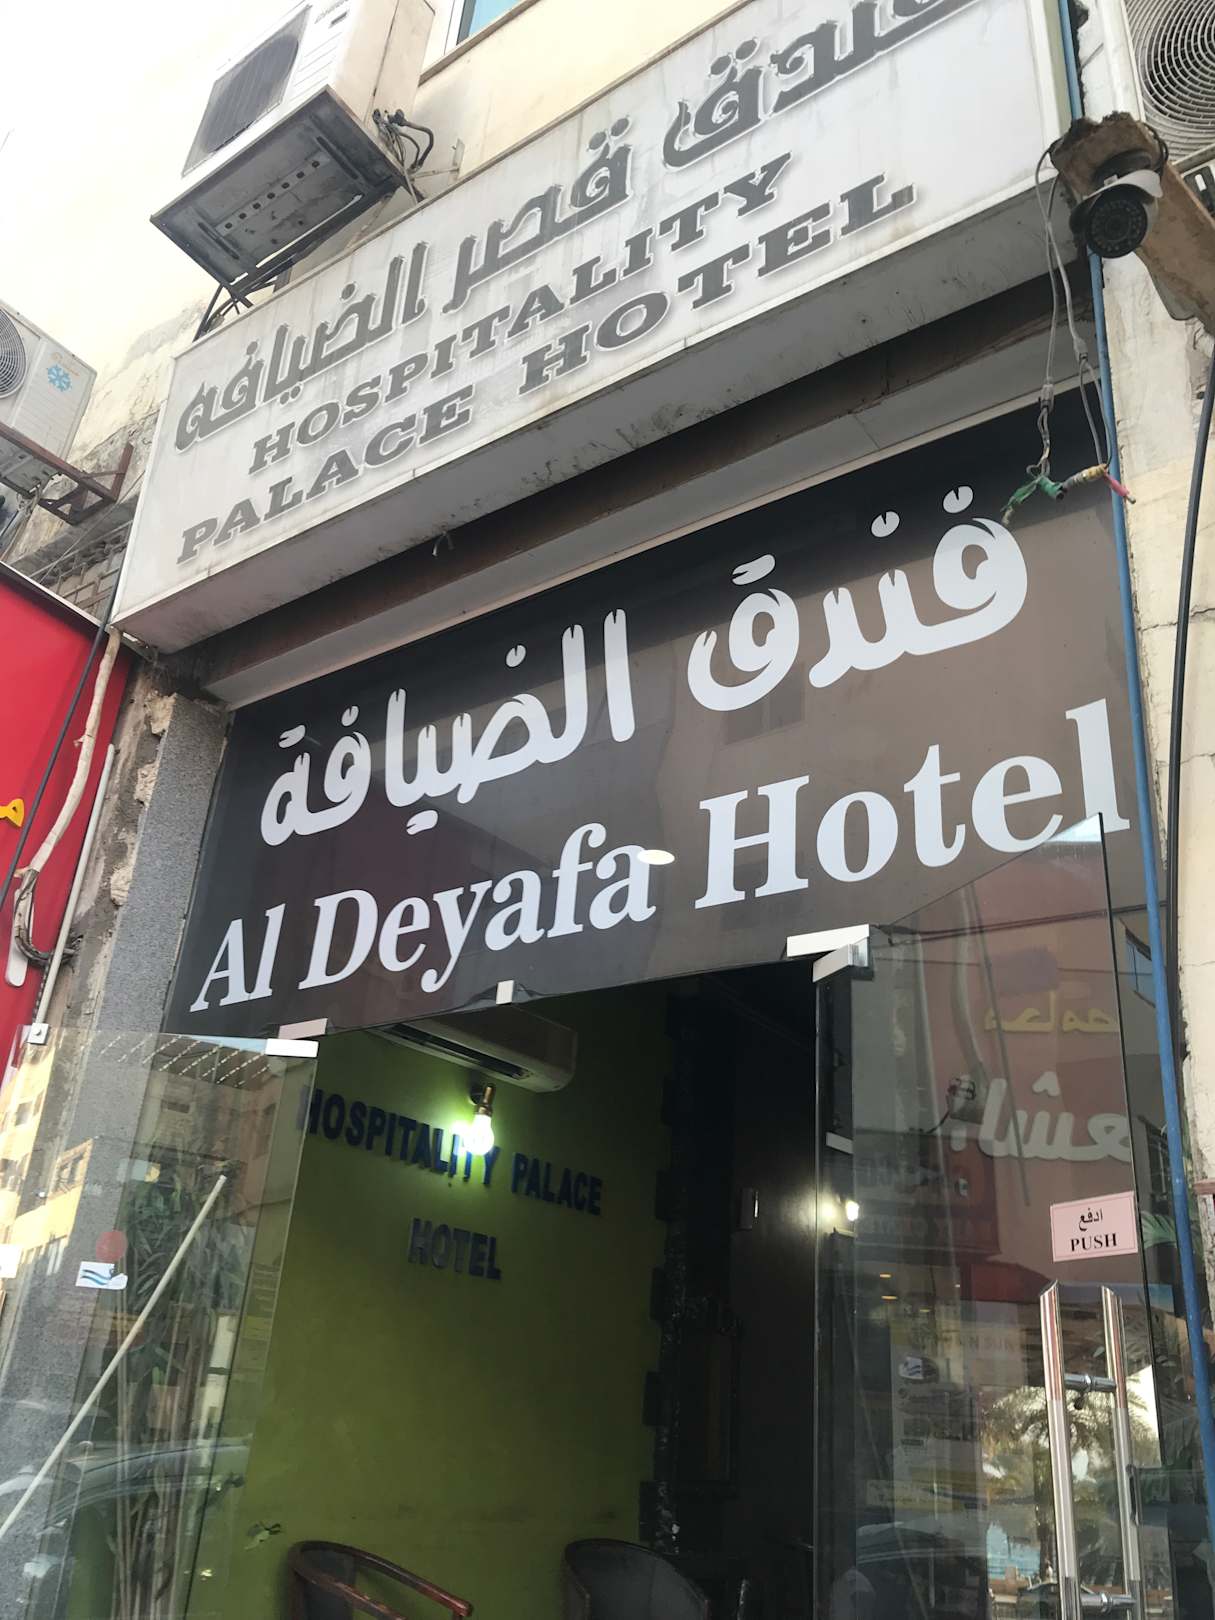 فندق قصر الضيافة
HOSPITALITY
PALACE HOTEL
فندق الضيافة
Al Deyafa Hotel
HOSPITALITY PALACE
HOTEL
ادفع
PUSH